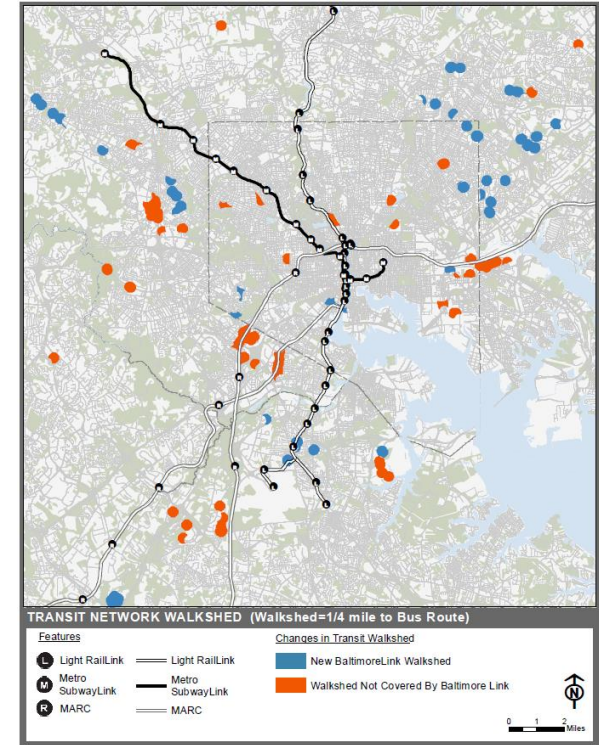 TRANSIT NETWORK WALKSHED (Walkshed=1/4 mile to Bus Route)
Features
L Light RailLink
Light RailLink
M Metro SubwayLink
Metro SubwayLink
R MARC
MARC
Changes in Transit Walkshed
New BaltimoreLink Walkshed
Walkshed Not Covered By Baltimore Link
N
0 1 2
Miles